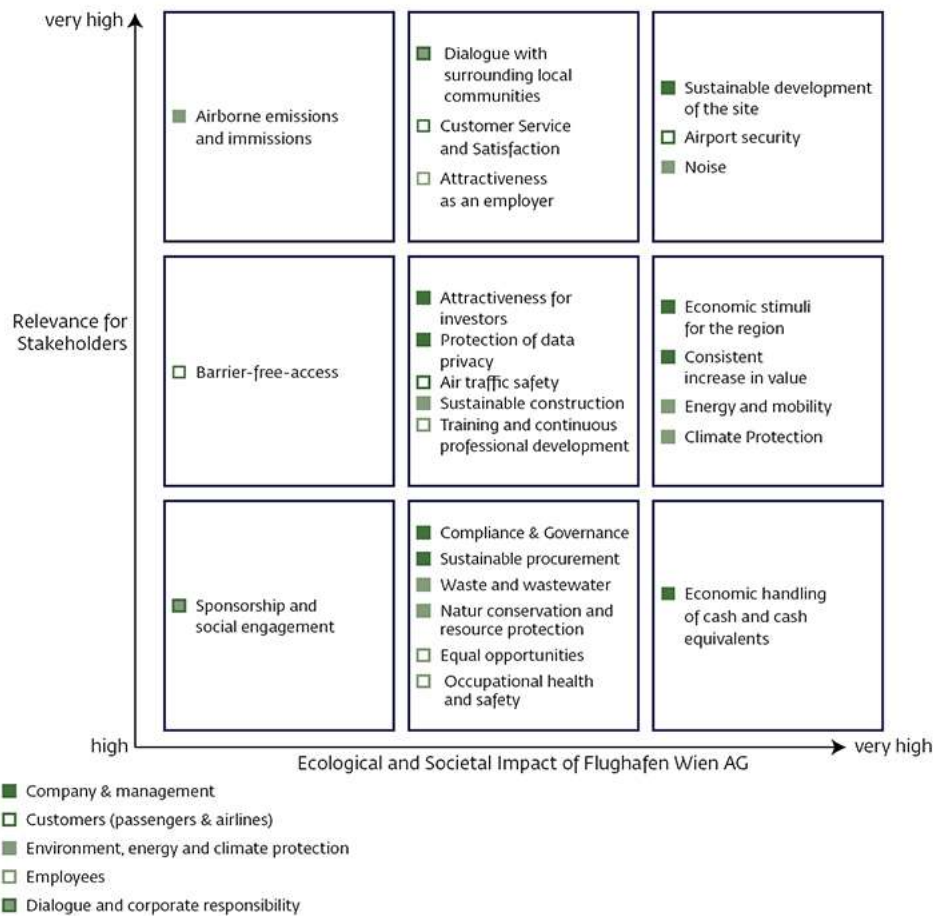 very high
Airborne emissions
and immissions
Dialogue with
surrounding local
communities
Customer Service
and Satisfaction
Attractiveness
as an employer
Sustainable development
of the site
Airport security
Noise
Relevance for
Stakeholders
Barrier-free-access
Attractiveness for
investors
Protection of data
privacy
Air traffic safety
Sustainable construction
Training and continuous
professional development
Economic stimuli
for the region
Consistent
increase in value
Energy and mobility
Climate Protection
Sponsorship and
social engagement
Compliance & Governance
Sustainable procurement
Waste and wastewater
Natur conservation and
resource protection
Equal opportunities
Occupational health
and safety
Economic handling
of cash and cash
equivalents
high
very high
Ecological and Societal Impact of Flughafen Wien AG
Company & management
Customers (passengers & airlines)
Environment, energy and climate protection
Employees
Dialogue and corporate responsibility